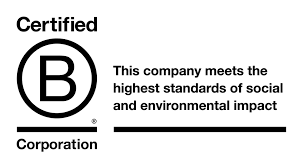 Certified
B
®
This company meets the
highest standards of social
and environmental impact
Corporation